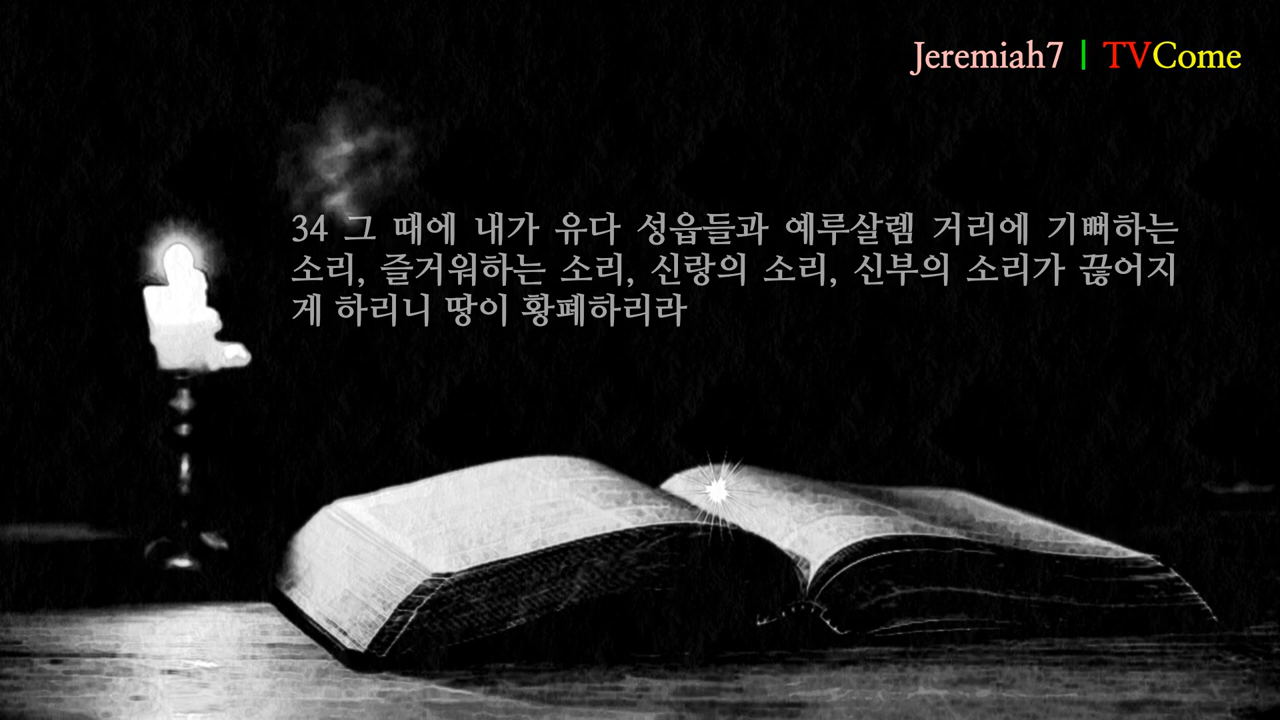 Jeremiah7 | TVCome
34 그 때에 내가 유다 성읍들과 예루살렘 거리에 기뻐하는
소리, 즐거워하는 소리, 신랑의 소리, 신부의 소리가 끊어지
게 하리니 땅이 황폐하리라